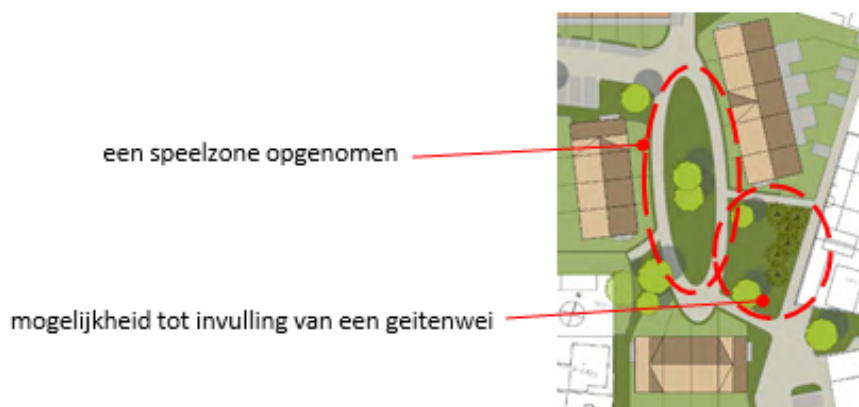 een speelzone opgenomen
mogelijkheid tot invulling van een geitenwei